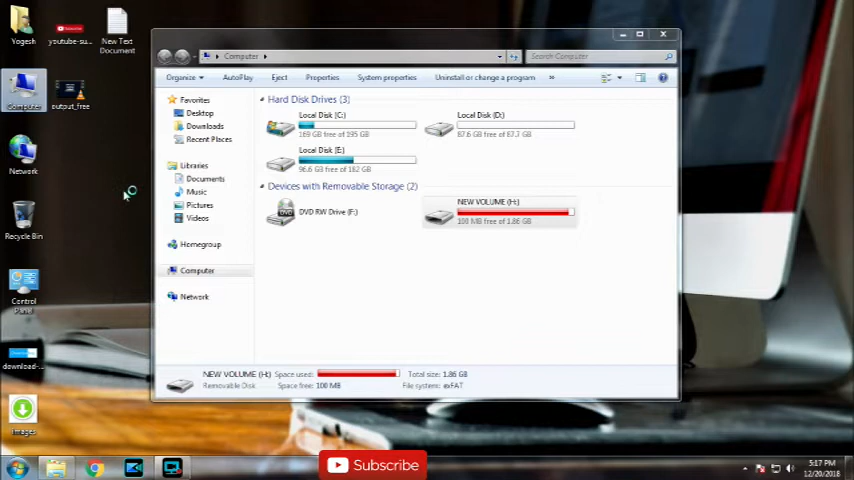 Yogesh
youtube-su...
New Text
Document
Computer
output_free
Network
Recycle Bin
Control
Panel
download-...
Images
Computer
Search Computer
Organize
AutoPlay
Eject
Properties
System properties
Uninstall or change a program
»
Favorites
Desktop
Downloads
Recent Places
Libraries
Documents
Music
Pictures
Videos
Homegroup
Computer
Network
Hard Disk Drives (3)
Local Disk (C:)
169 GB free of 195 GB
Local Disk (D:)
87.6 GB free of 87.7 GB
Local Disk (E:)
96.6 GB free of 182 GB
Devices with Removable Storage (2)
DVD RW Drive (F:)
DVD
NEW VOLUME (H:)
100 MB free of 1.86 GB
NEW VOLUME (H:)
Space used:
Total size: 1.86 GB
Removable Disk
Space free: 100 MB
File system: exFAT
Subscribe
5:17 PM
12/20/2018